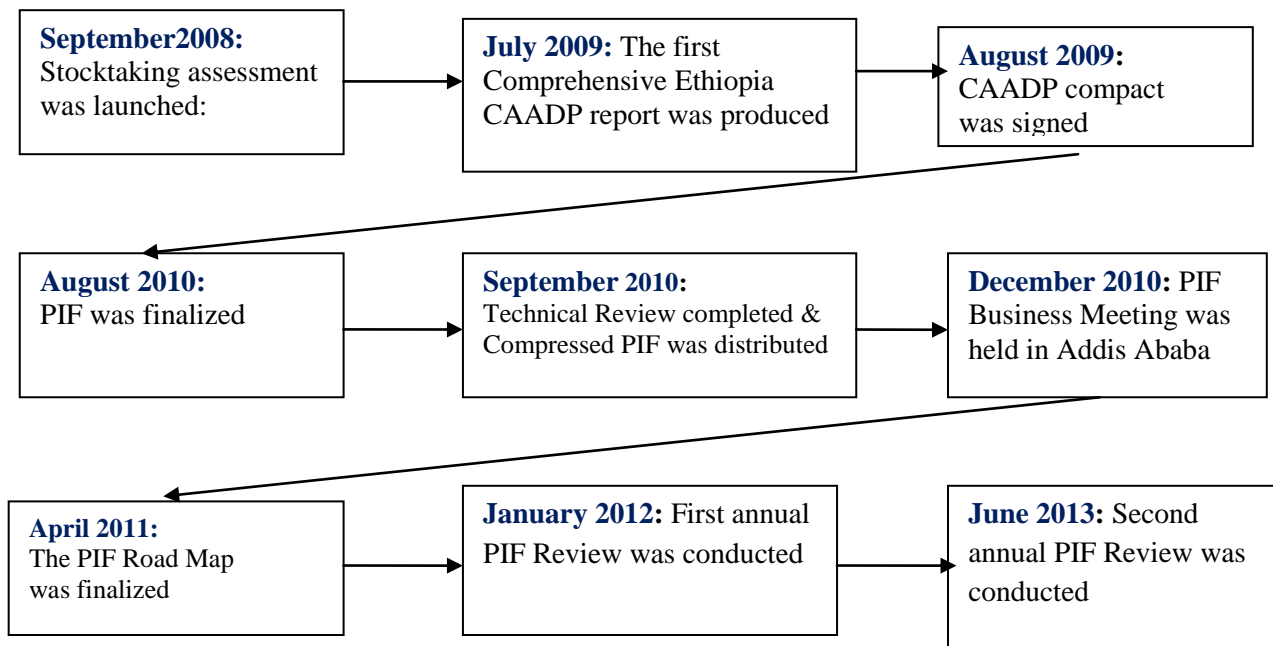 September2008:
Stocktaking assessment
was launched:
July 2009: The first
Comprehensive Ethiopia
CAADP report was produced
August 2009:
CAADP compact
was signed
August 2010:
PIF was finalized
September 2010:
Technical Review completed &
Compressed PIF was distributed
December 2010: PIF
Business Meeting was
held in Addis Ababa
April 2011:
The PIF Road Map
was finalized
January 2012: First annual
PIF Review was conducted
June 2013: Second
annual PIF Review was
conducted